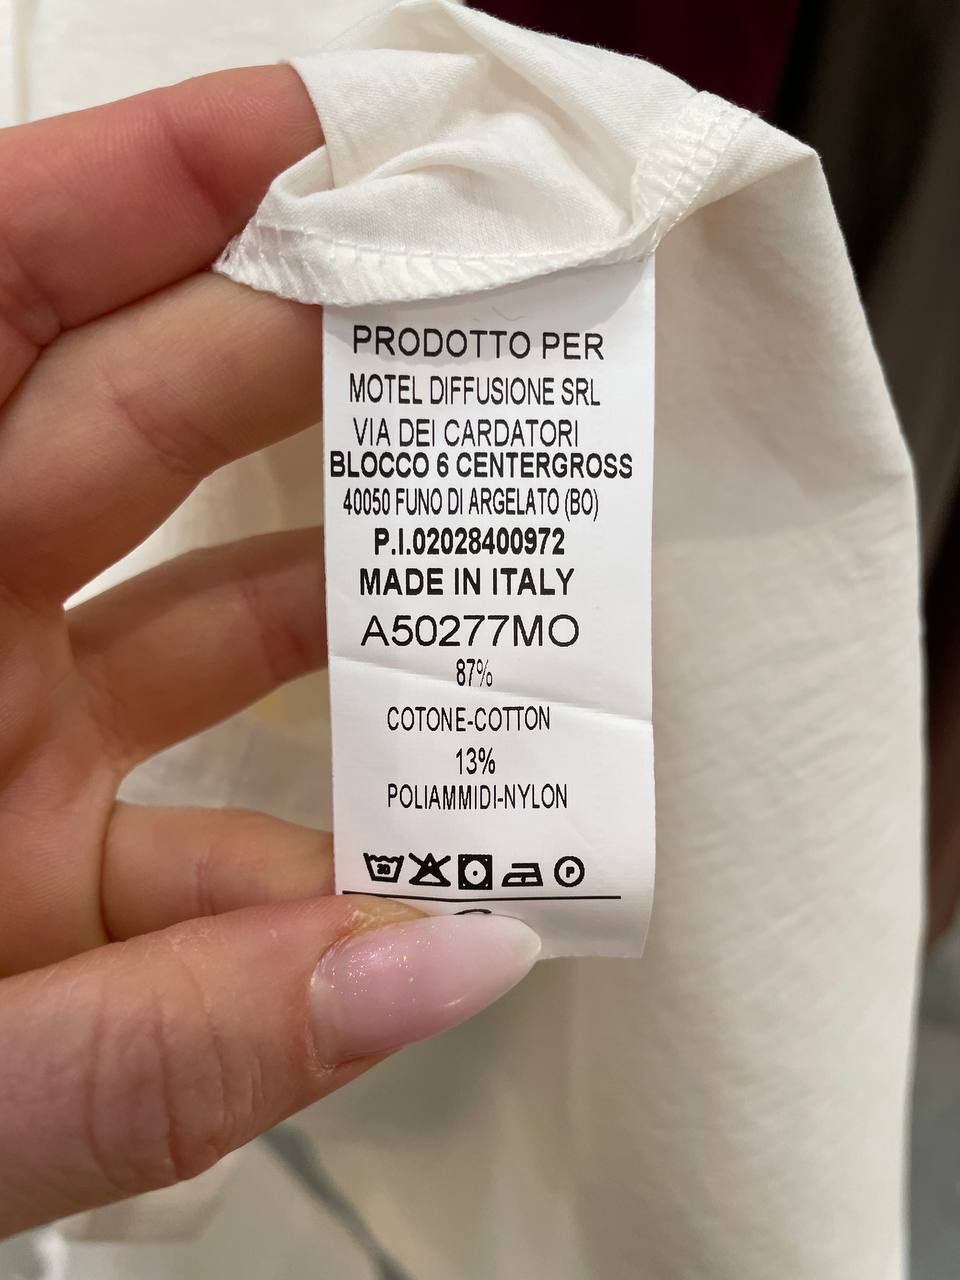 PRODOTTO PER
MOTEL DIFFUSIONE SRL
VIA DEI CARDATORI
BLOCCO 6 CENTERGROSS
40050 FUNO DI ARGELATO (BO)
P.I.02028400972
MADE IN ITALY
A50277MO
87%
COTONE-COTTON
13%
POLIAMMIDI-NYLON
30 P